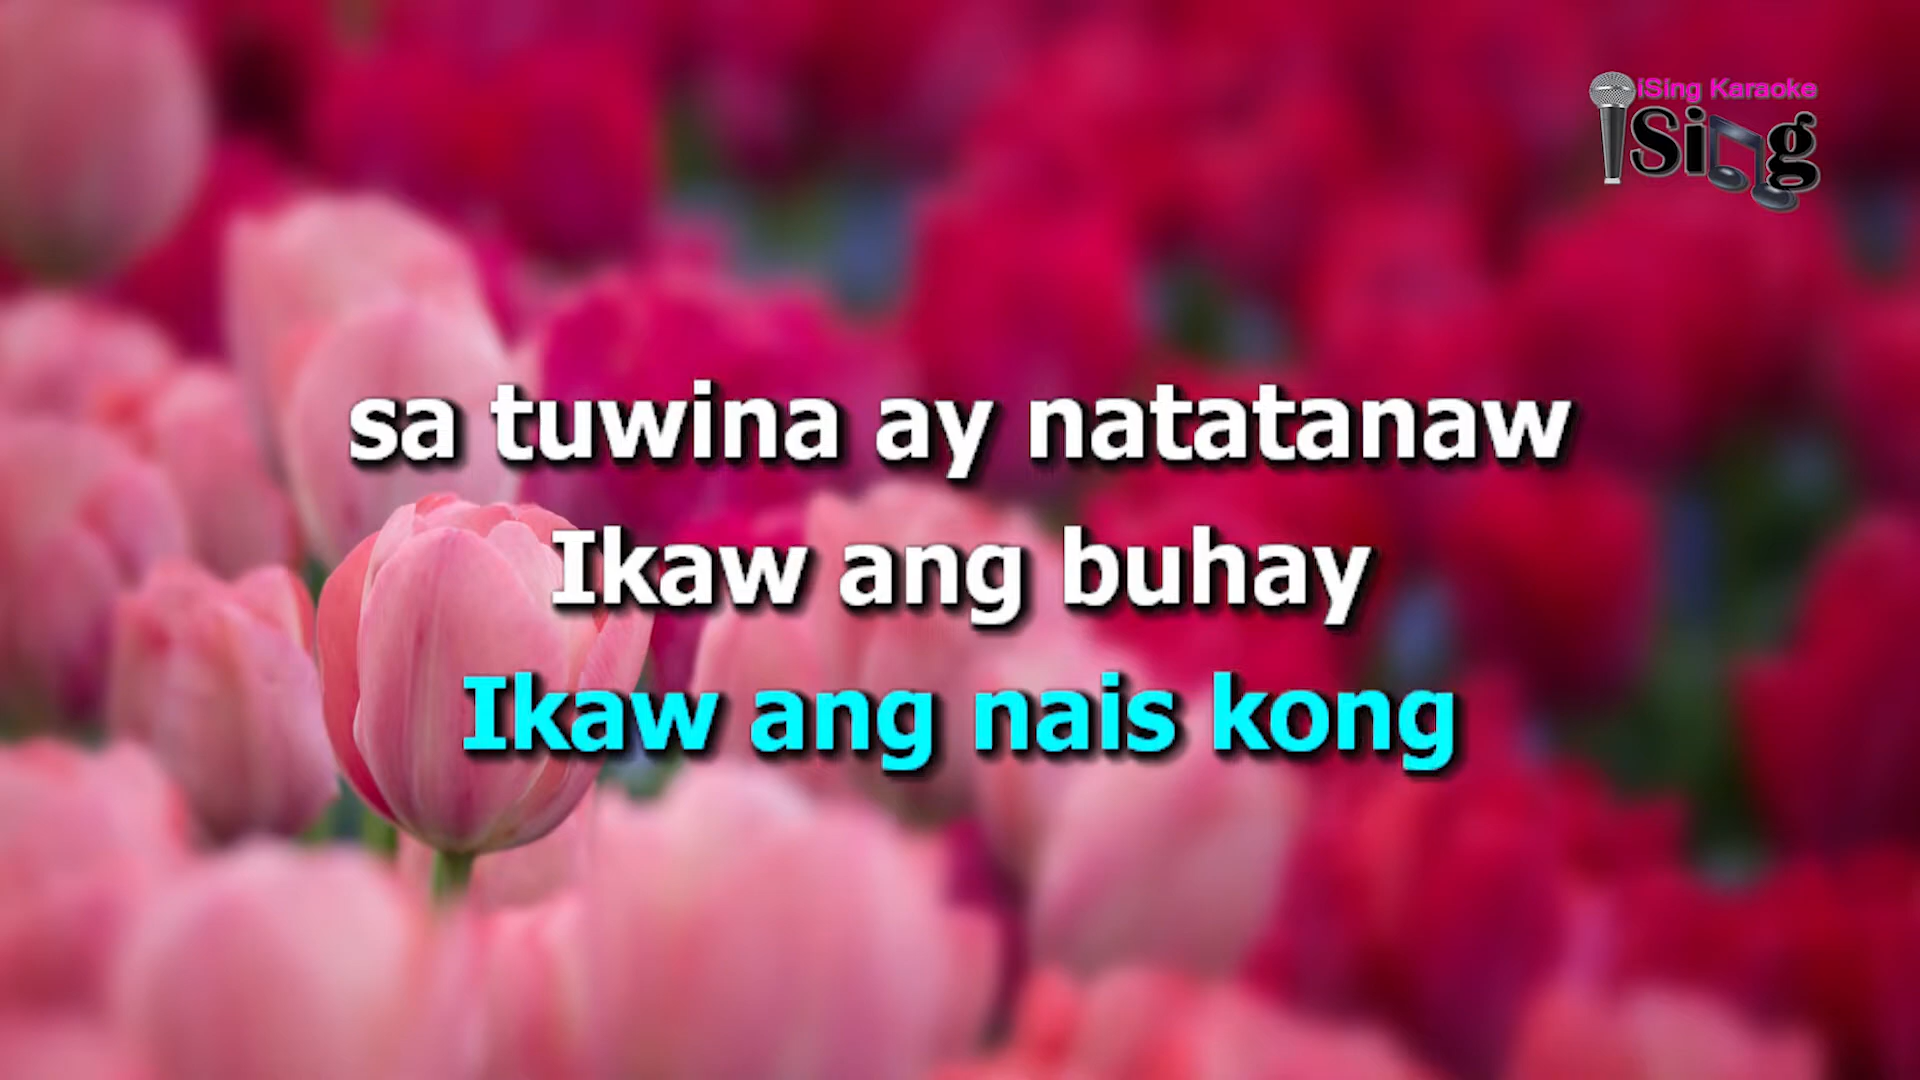 iSing Karaoke
iSing
sa tuwina ay natatanaw
Ikaw ang buhay
Ikaw ang nais kong